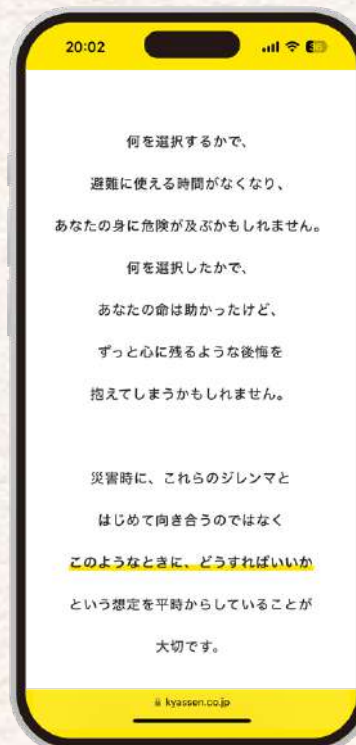 20:02
何を選択するかで、
避難に使える時間がなくなり、
あなたの身に危険が及ぶかもしれません。
何を選択したかで、
あなたの命は助かったけど、
ずっと心に残るような後悔を
抱えてしまうかもしれません。
災害時に、これらのジレンマと
はじめて向き合うのではなく
このようなときに、どうすればいいか
という想定を平時からしていることが
大切です。
kyassen.co.jp